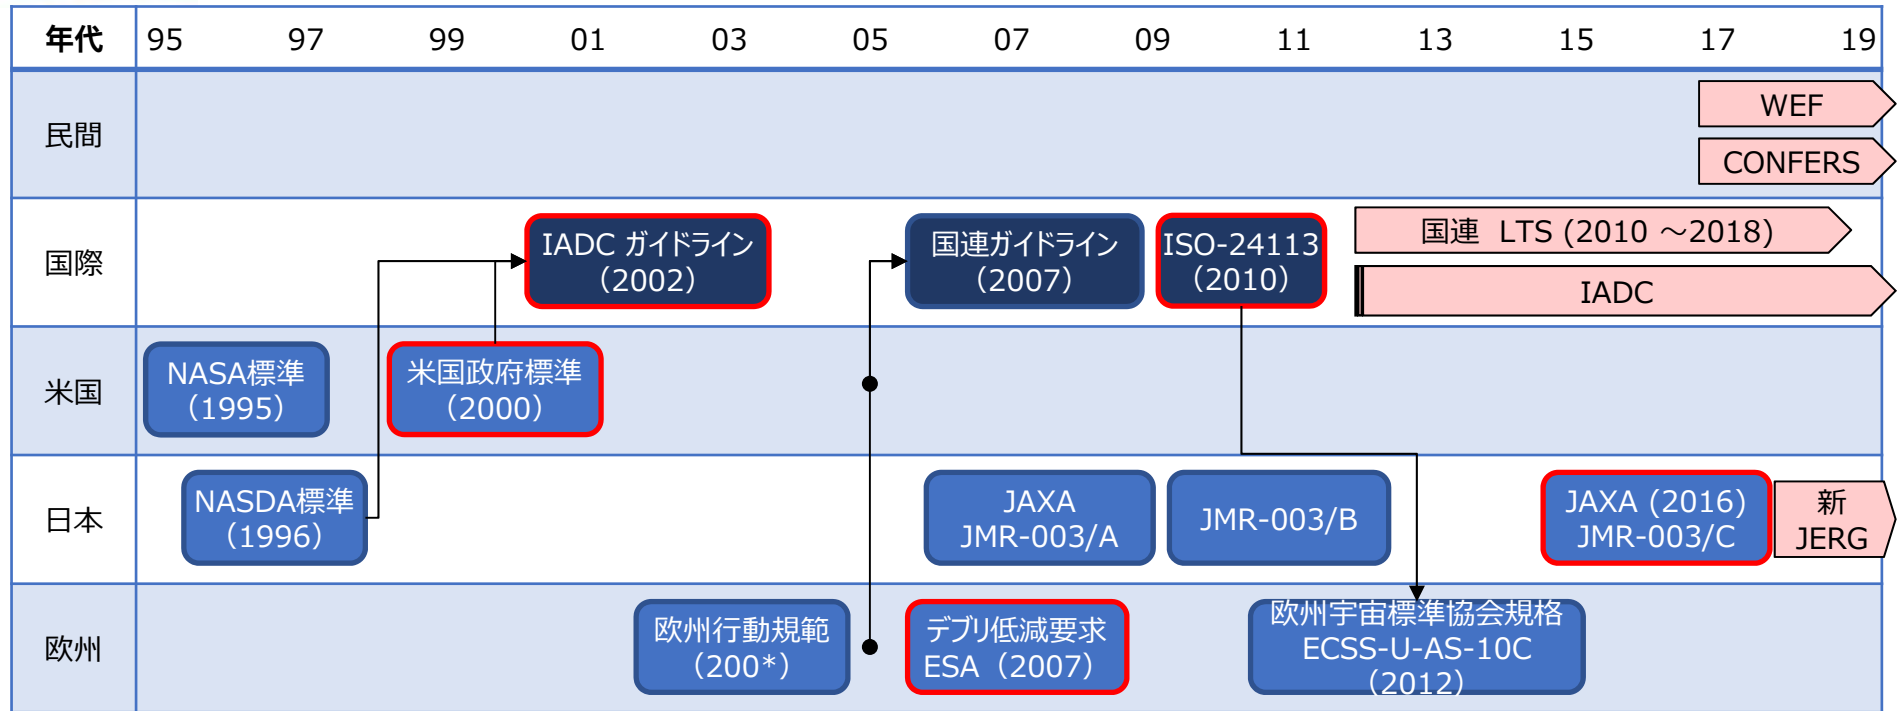 年代 95 97 99 01 03 05 07 09 11 13 15 17 19
民間
WEF
CONFERS
国際
IADC ガイドライン
（2002）
国連ガイドライン
（2007）
ISO-24113
（2010）
国連 LTS (2010 ～2018)
IADC
米国
NASA標準
（1995）
米国政府標準
（2000）
日本
NASDA標準
（1996）
JAXA
JMR-003/A
JMR-003/B
JAXA (2016)
JMR-003/C
新
JERG
欧州
欧州行動規範
（200*）
デブリ低減要求
ESA（2007）
欧州宇宙標準協会規格
ECSS-U-AS-10C
（2012）